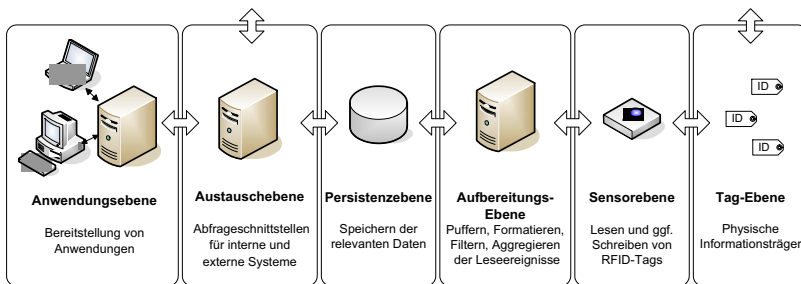 Anwendungsebene
Bereitstellung von
Anwendungen
Austauschebene
Abfrageschnittstellen
für interne und
externe Systeme
Persistenzebene
Speichern der
relevanten Daten
Aufbereitungs-
Ebene
Puffern, Formatieren,
Filtern, Aggregieren
der Leseereignisse
Sensorebene
Lesen und ggf.
Schreiben von
RFID-Tags
ID
ID
ID
Tag-Ebene
Physische
Informationsträger